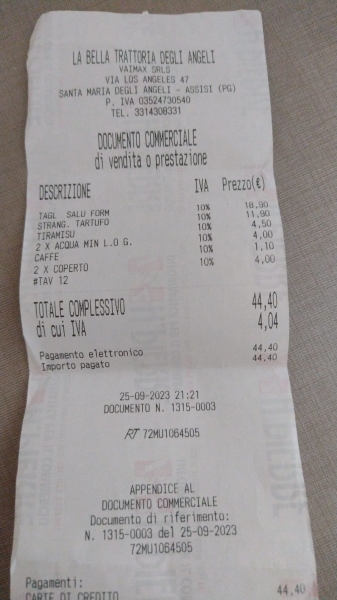 LA BELLA TRATTORIA DEGLI ANGELI
VAIMAX SRLS
VIA LOS ANGELES 47
SANTA MARIA DEGLI ANGELI - ASSISI (PG)
P. IVA 03524730540
TEL. 3314308331
DOCUMENTO COMMERCIALE
di vendita o prestazione
DESCRIZIONE IVA Prezzo(€)
TAGL SALU FORM 10% 18,90
STRANG. TARTUFO 10% 11,90
TIRAMISU 10% 4,50
2 X ACQUA MIN L.O G. 10% 4,00
CAFFE 10% 1,10
2 X COPERTO 10% 4,00
#TAV 12
TOTALE COMPLESSIVO 44,40
di cui IVA 4,04
Pagamento elettronico 44,40
Importo pagato 44,40
25-09-2023 21:21
DOCUMENTO N. 1315-0003
RT 72MU1064505
APPENDICE AL
DOCUMENTO COMMERCIALE
Documento di riferimento:
N. 1315-0003 del 25-09-2023
72MU1064505
Pagamenti:
CARTE DI CREDITO 44,40